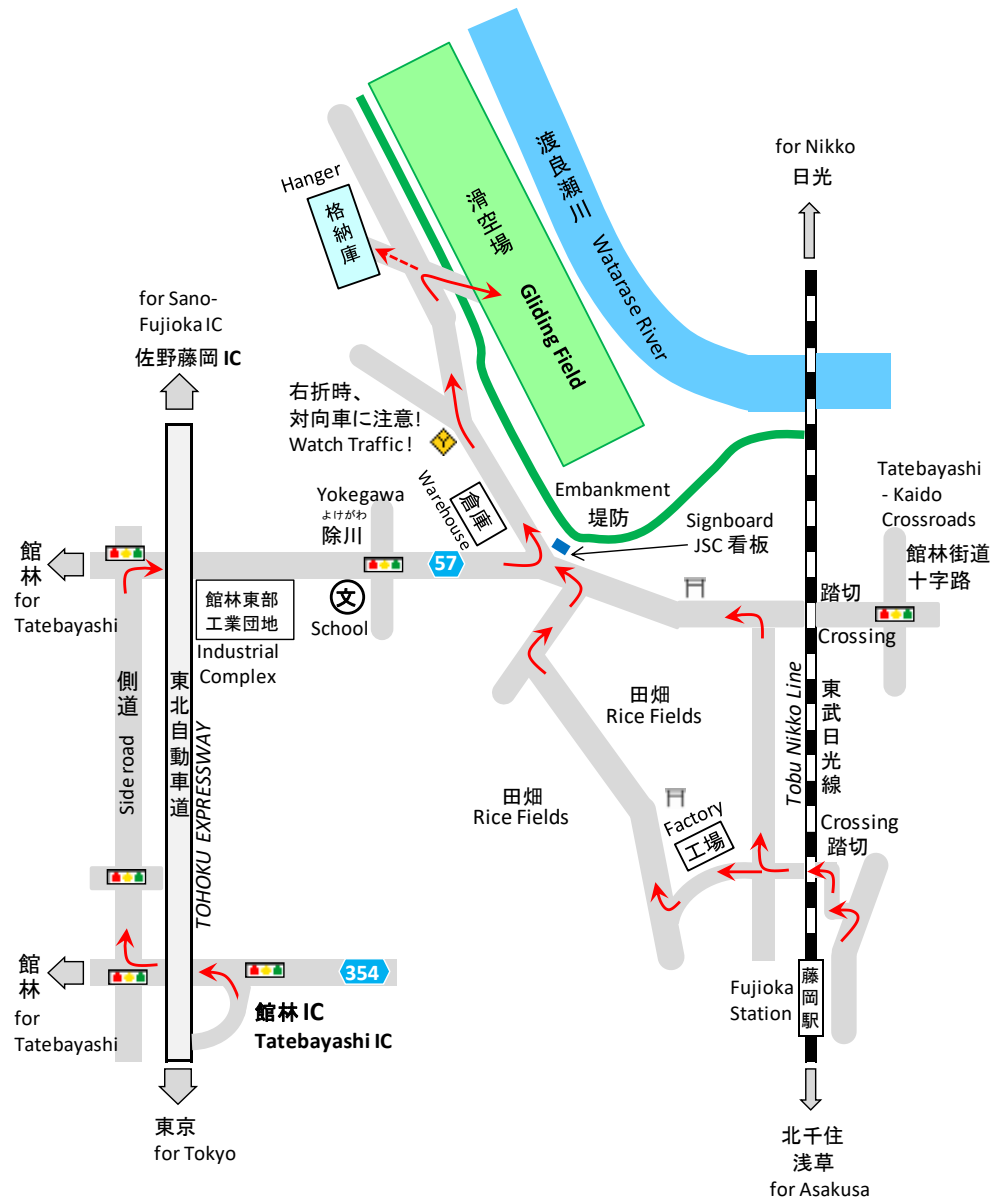 for Nikko
日光
渡良瀬川 Watarase River
滑空場
Gliding Field
Hanger
格納庫
for Sano-
Fujioka IC
佐野藤岡 IC
右折時、
対向車に注意!
Watch Traffic!
Y
Warehouse
倉庫
Embankment
堤防
Signboard
JSC 看板
Tatebayashi
- Kaido
Crossroads
館林街道
十字路
Yokegawa
よけがわ
除川
57
文
School
館林
for
Tatebayashi
館林東部
工業団地
Industrial
Complex
踏切
Crossing
側道
Side road
東北自動車道
TOHOKU EXPRESSWAY
田畑
Rice Fields
田畑
Rice Fields
Tobu Nikko Line
東武日光線
Factory
工場
Crossing
踏切
館林
for
Tatebayashi
354
館林 IC
Tatebayashi IC
Fujioka
Station
藤岡駅
東京
for Tokyo
北千住
浅草
for Asakusa